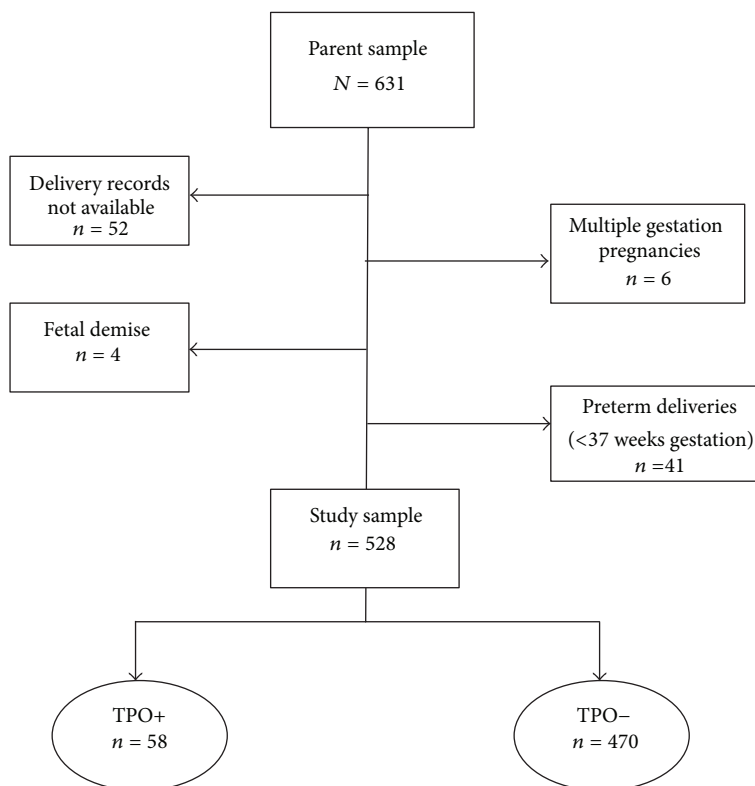 Parent sample
N = 631
Delivery records
not available
n = 52
Multiple gestation
pregnancies
n = 6
Fetal demise
n = 4
Preterm deliveries
(<37 weeks gestation)
n =41
Study sample
n = 528
TPO+
n = 58
TPO−
n = 470